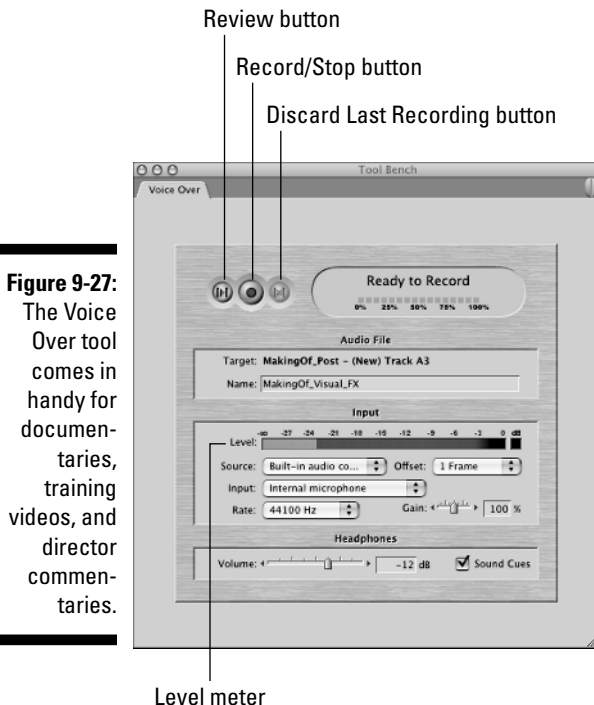 Review button
Record/Stop button
Discard Last Recording button
Tool Bench
Voice Over
Ready to Record
0% 25% 50% 75% 100%
Audio File
Target: MakingOf_Post - (New) Track A3
Name: MakingOf_Visual_FX
Input
-∞ -27 -24 -21 -18 -15 -12 -9 -6 -3 0 dB
Level:
Source: Built-in audio co... Offset: 1 Frame
Input: Internal microphone
Rate: 44100 Hz Gain: 100 %
Headphones
Volume: -12 dB Sound Cues
Level meter
Figure 9-27:
The Voice
Over tool
comes in
handy for
documen-
taries,
training
videos, and
director
commen-
taries.